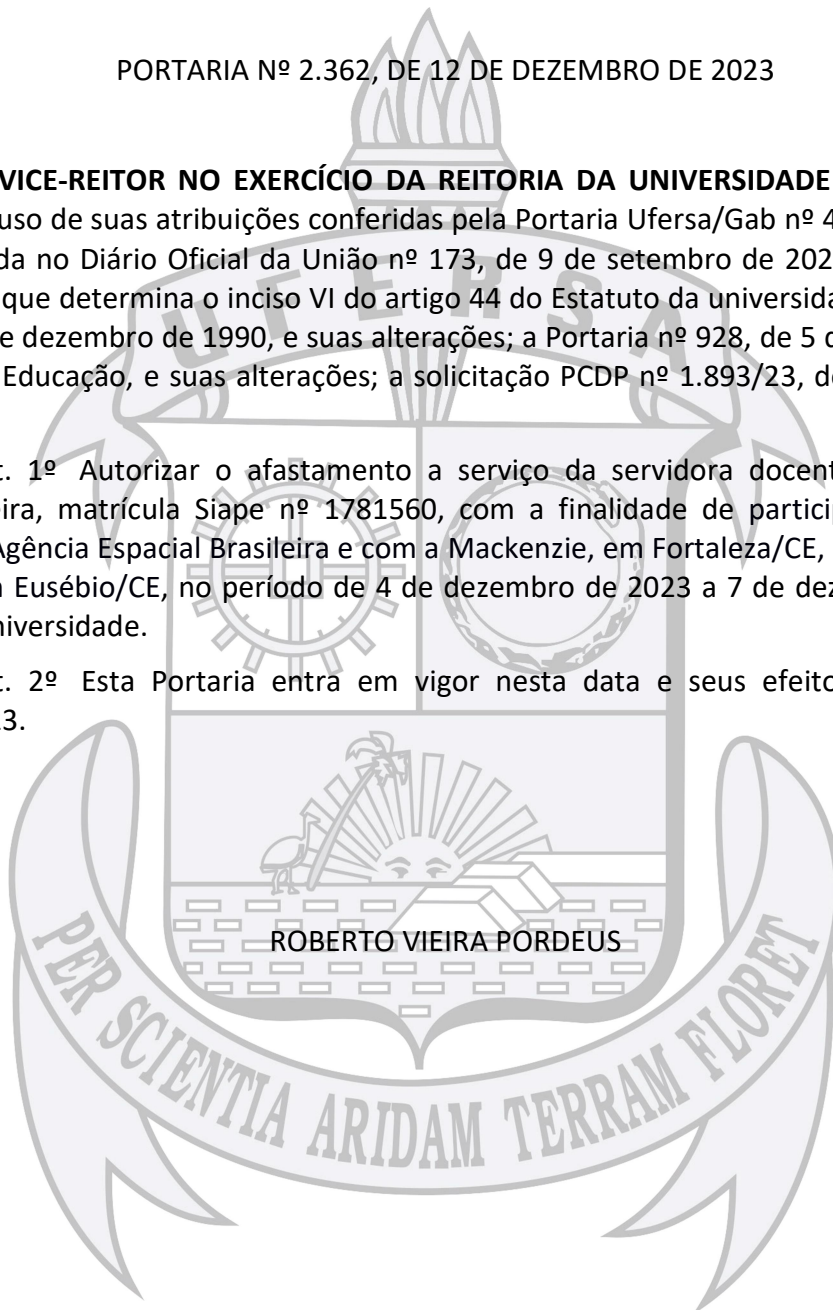 PORTARIA Nº 2.362, DE 12 DE DEZEMBRO DE 2023
VICE-REITOR NO EXERCÍCIO DA REITORIA DA UNIVERSIDADE
uso de suas atribuições conferidas pela Portaria Ufersa/Gab nº 4
da no Diário Oficial da União nº 173, de 9 de setembro de 202
que determina o inciso VI do artigo 44 do Estatuto da universida
e dezembro de 1990, e suas alterações; a Portaria nº 928, de 5 d
Educação, e suas alterações; a solicitação PCDP nº 1.893/23, de
t. 1º Autorizar o afastamento a serviço da servidora docent
eira, matrícula Siape nº 1781560, com a finalidade de particip
Agência Espacial Brasileira e com a Mackenzie, em Fortaleza/CE,
Eusébio/CE, no período de 4 de dezembro de 2023 a 7 de dez
niversidade.
t. 2º Esta Portaria entra em vigor nesta data e seus efeito
23.
ROBERTO VIEIRA PORDEUS
UFERSA
PER SCIENTIA ARIDAM TERRAM FLORET